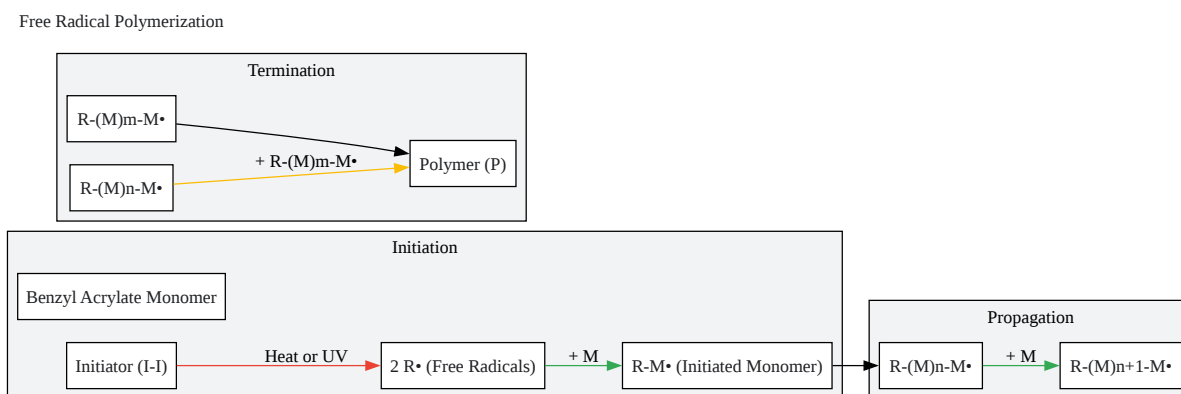 Free Radical Polymerization
Termination
R-(M)m-M•
+ R-(M)m-M•
Polymer (P)
R-(M)n-M•
Initiation
Benzyl Acrylate Monomer
Propagation
Initiator (I-I)
Heat or UV
2 R• (Free Radicals)
+ M
R-M• (Initiated Monomer)
R-(M)n-M•
+ M
R-(M)n+1-M•